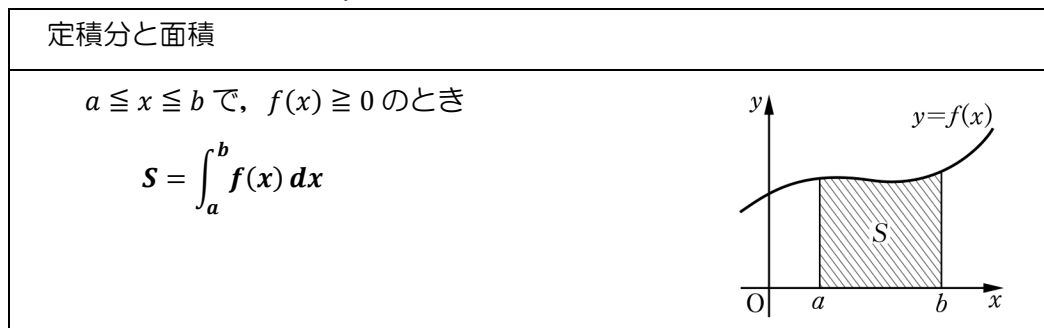 定積分と面積
a ≦ x ≦ b で, f(x) ≧ 0 のとき
S = ∫_a^b f(x) dx
y
y=f(x)
S
O a b x